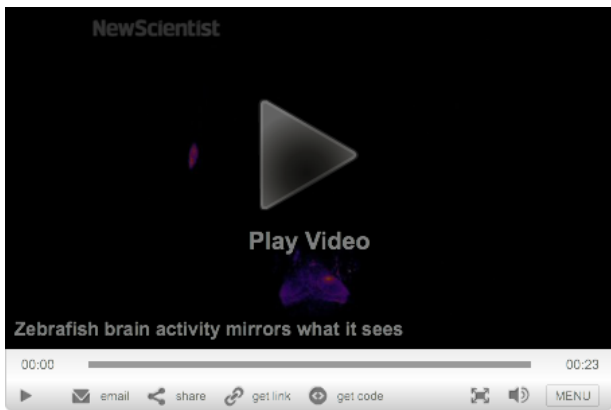 NewScientist
Play Video
Zebrafish brain activity mirrors what it sees
00:00 00:23
email share get link get code MENU